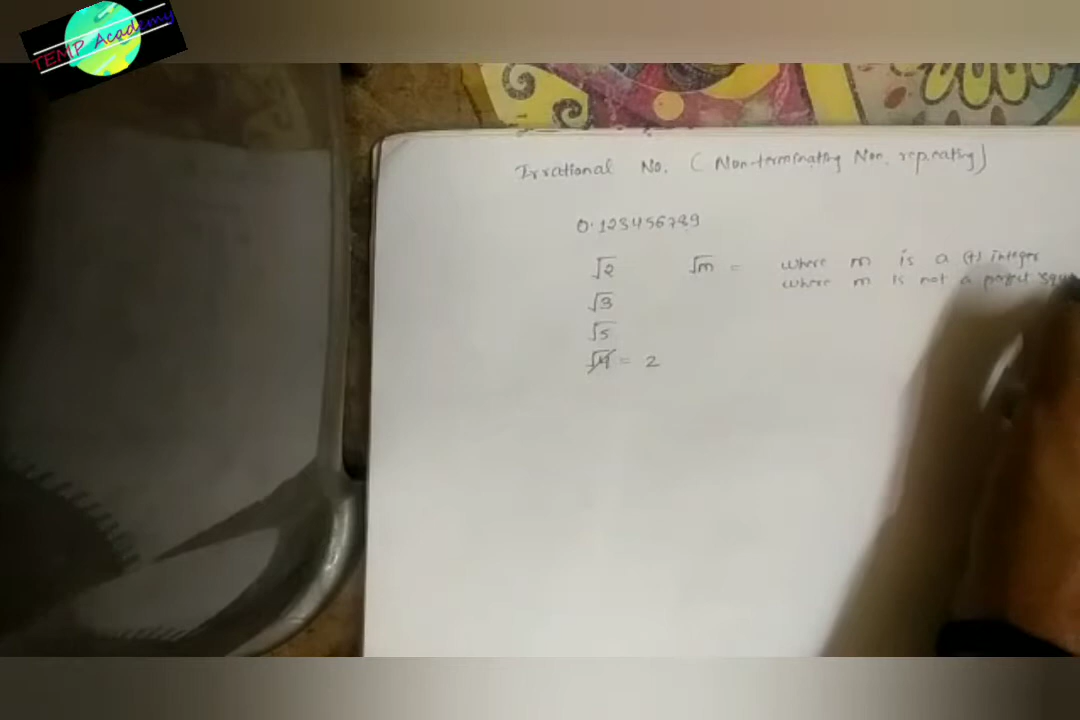 TEMP Academy
Irrational No. (Non-terminating Non. repeating)
0.123456789
√2 √m = where m is a (+) integer
where m is not a perfect squ
√3
√5
√4 = 2